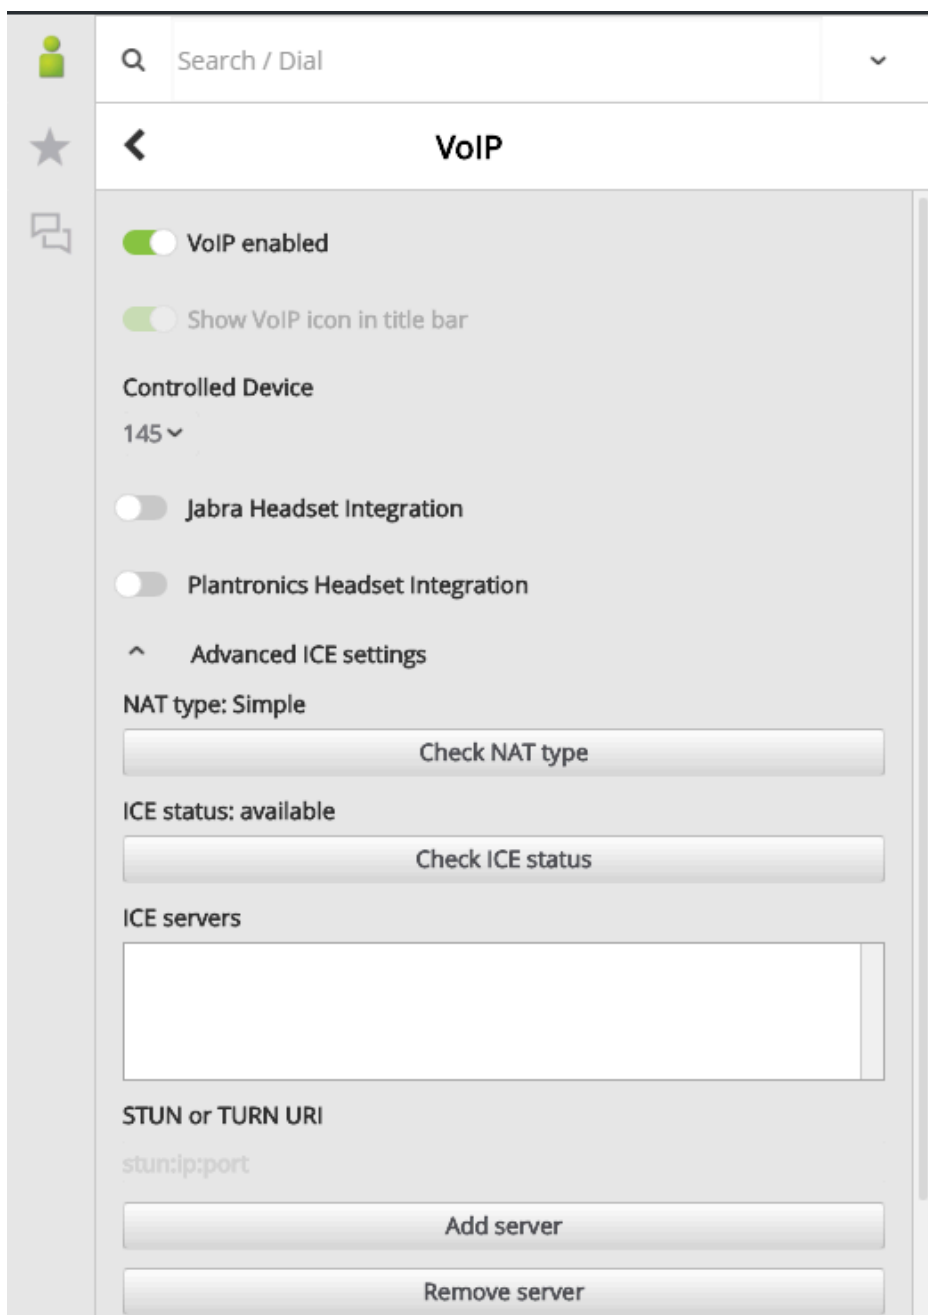 Search / Dial
VoIP
VoIP enabled
Show VoIP icon in title bar
Controlled Device
145
Jabra Headset Integration
Plantronics Headset Integration
Advanced ICE settings
NAT type: Simple
Check NAT type
ICE status: available
Check ICE status
ICE servers
STUN or TURN URI
stun:ip:port
Add server
Remove server